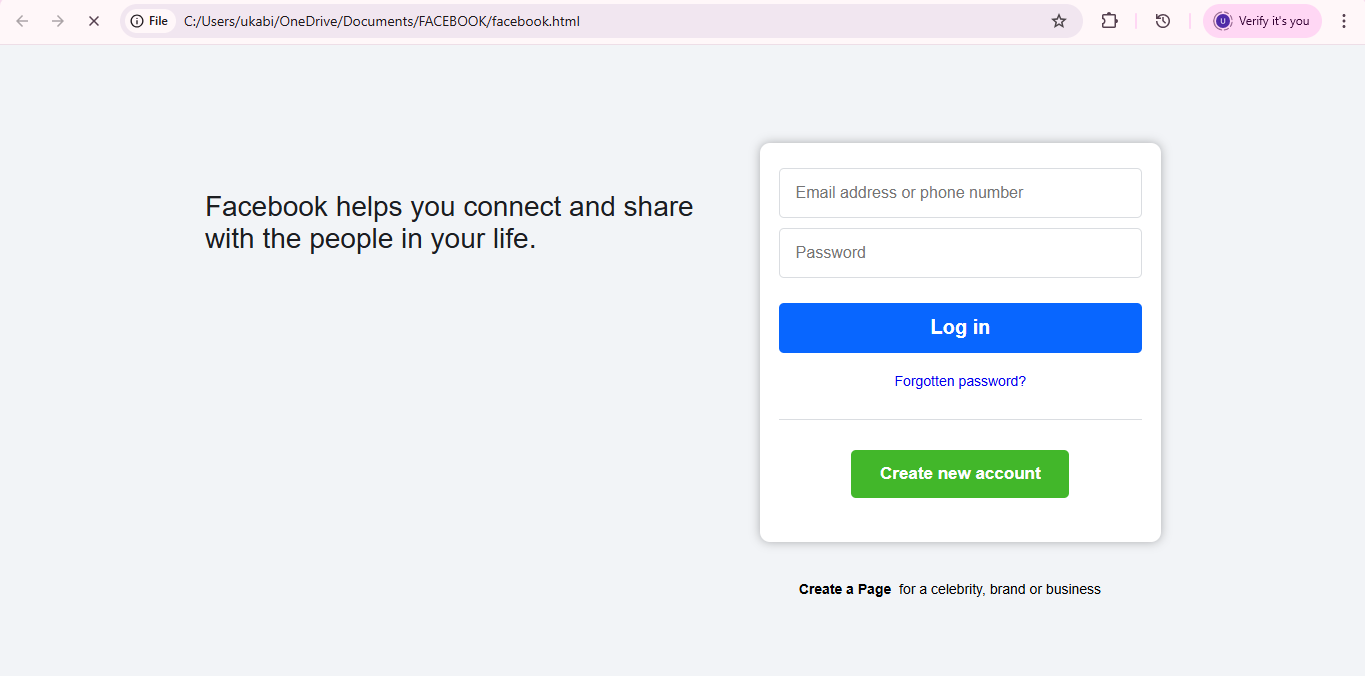 File C:/Users/ukabi/OneDrive/Documents/FACEBOOK/facebook.html U Verify it's you
Facebook helps you connect and share
with the people in your life.
Email address or phone number
Password
Log in
Forgotten password?
Create new account
Create a Page for a celebrity, brand or business